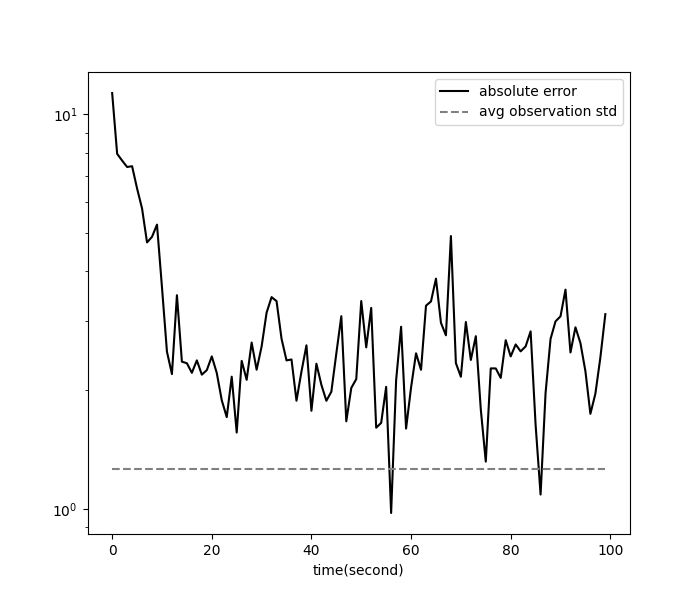 absolute error
avg observation std
10¹
10⁰
0 20 40 60 80 100
time(second)